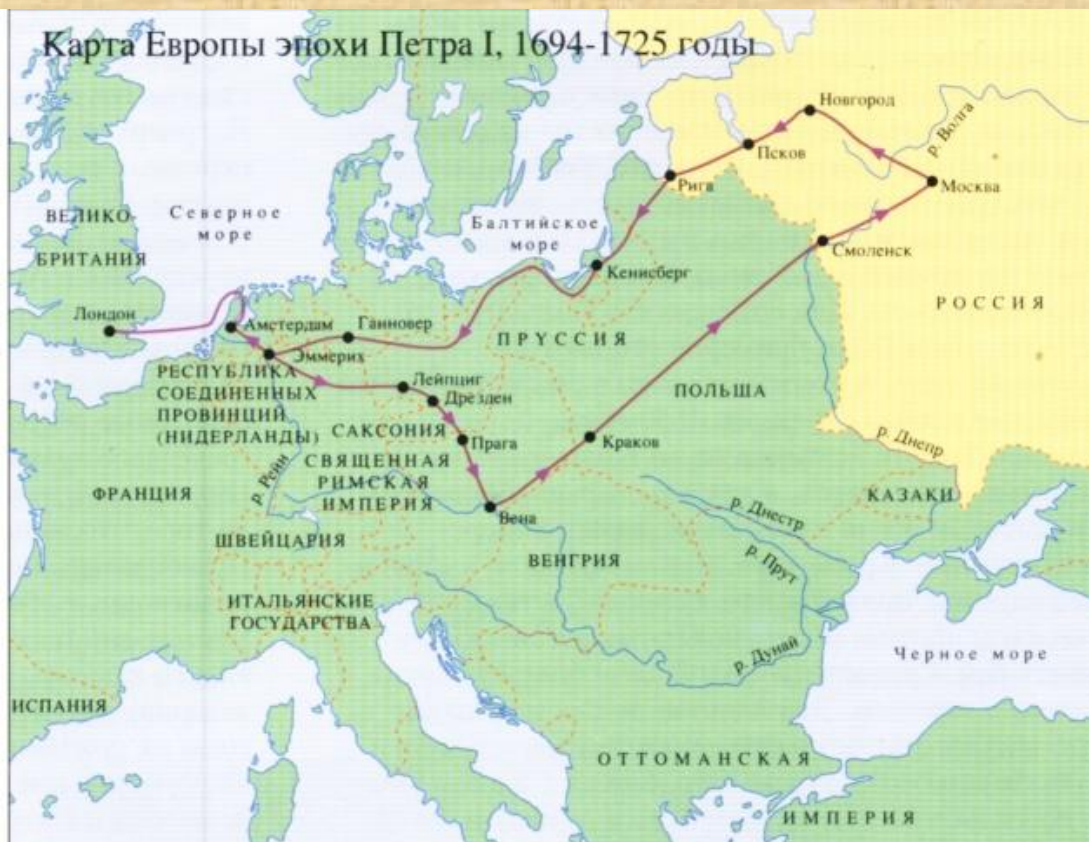 Карта Европы эпохи Петра I, 1694-1725 годы
Новгород
р. Волга
Псков
Рига
Москва
ВЕЛИКО-
БРИТАНИЯ
Северное
море
Балтийское
море
Смоленск
Кенисберг
РОССИЯ
Лондон
Амстердам
Ганновер
ПРУССИЯ
Эммерих
РЕСПУБЛИКА
СОЕДИНЕННЫХ
ПРОВИНЦИЙ
(НИДЕРЛАНДЫ)
Лейпциг
Дрезден
ПОЛЬША
САКСОНИЯ
Прага
Краков
р. Днепр
СВЯЩЕННАЯ
РИМСКАЯ
ИМПЕРИЯ
р. Рейн
ФРАНЦИЯ
КАЗАКИ
Вена
р. Днестр
ШВЕЙЦАРИЯ
ВЕНГРИЯ
р. Прут
ИТАЛЬЯНСКИЕ
ГОСУДАРСТВА
р. Дунай
Черное море
ИСПАНИЯ
ОТТОМАНСКАЯ
ИМПЕРИЯ